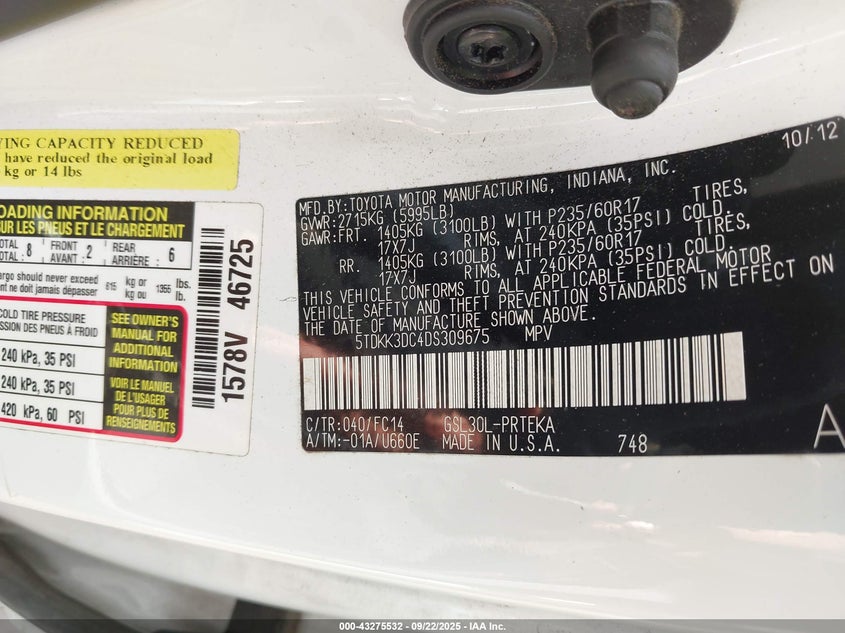 YING CAPACITY REDUCED
have reduced the original load
kg or 14 lbs
OADING INFORMATION
SUR LES PNEUS ET LE CHARGEMENT
TOTAL 8 FRONT AVANT 2 REAR ARRIÈRE : 6
argo should never exceed 615 kg or 1355 lbs.
nt ne doit jamais dépasser kg ou lb.
COLD TIRE PRESSURE
SSION DES PNEUS À FROID
240 kPa, 35 PSI
240 kPa, 35 PSI
420 kPa, 60 PSI
SEE OWNER'S
MANUAL FOR
ADDITIONAL
INFORMATION
VOIR LE MANUEL
DE L'USAGER
POUR PLUS DE
RENSEIGNEMENTS
1578V 46725
10/12
MFD.BY:TOYOTA MOTOR MANUFACTURING, INDIANA, INC.
GVWR:2715KG (5995LB)
GAWR:FRT. 1405KG (3100LB) WITH P235/60R17 TIRES,
17X7J RIMS, AT 240KPA (35PSI) COLD.
RR. 1405KG (3100LB) WITH P235/60R17 TIRES,
17X7J RIMS, AT 240KPA (35PSI) COLD.
THIS VEHICLE CONFORMS TO ALL APPLICABLE FEDERAL MOTOR
VEHICLE SAFETY AND THEFT PREVENTION STANDARDS IN EFFECT ON
THE DATE OF MANUFACTURE SHOWN ABOVE.
5TDKK3DC4DS309675 MPV
C/TR:040/FC14 GSL30L-PRTEKA
A/TM:-01A/U660E MADE IN U.S.A. 748
A
000-43275532 - 09/22/2025 - IAA Inc.